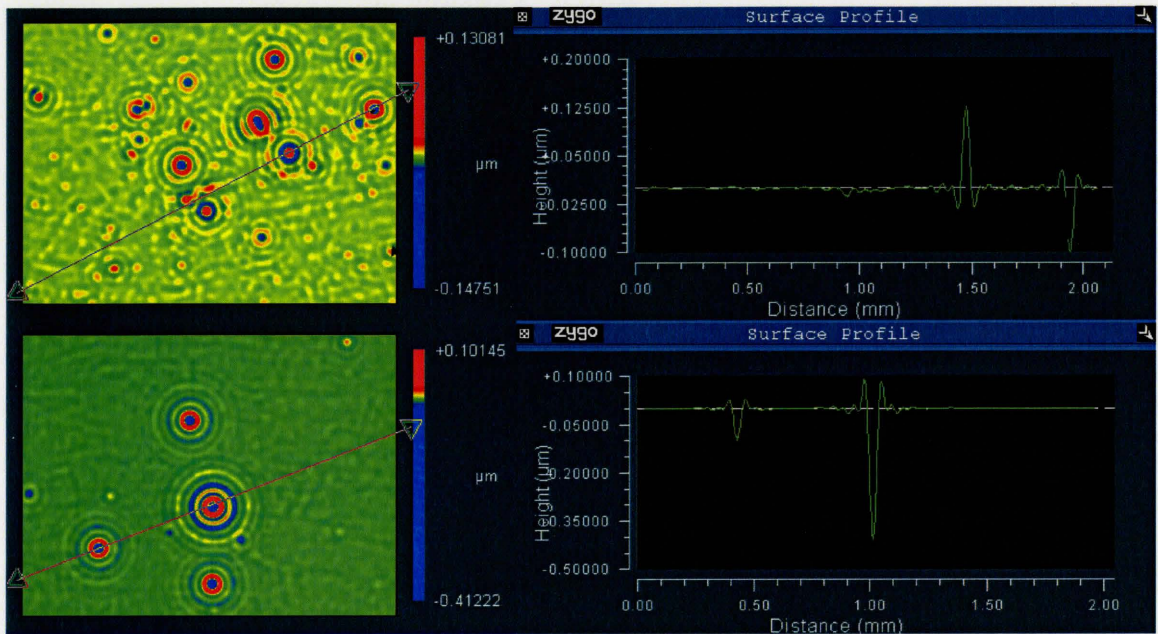 +0.13081
µm
-0.14751
zygo Surface Profile
+0.20000
+0.12500
+0.05000
-0.02500
-0.10000
Height (µm)
0.00 0.50 1.00 1.50 2.00
Distance (mm)
+0.10145
µm
-0.41222
zygo Surface Profile
+0.10000
-0.05000
-0.20000
-0.35000
-0.50000
Height (µm)
0.00 0.50 1.00 1.50 2.00
Distance (mm)